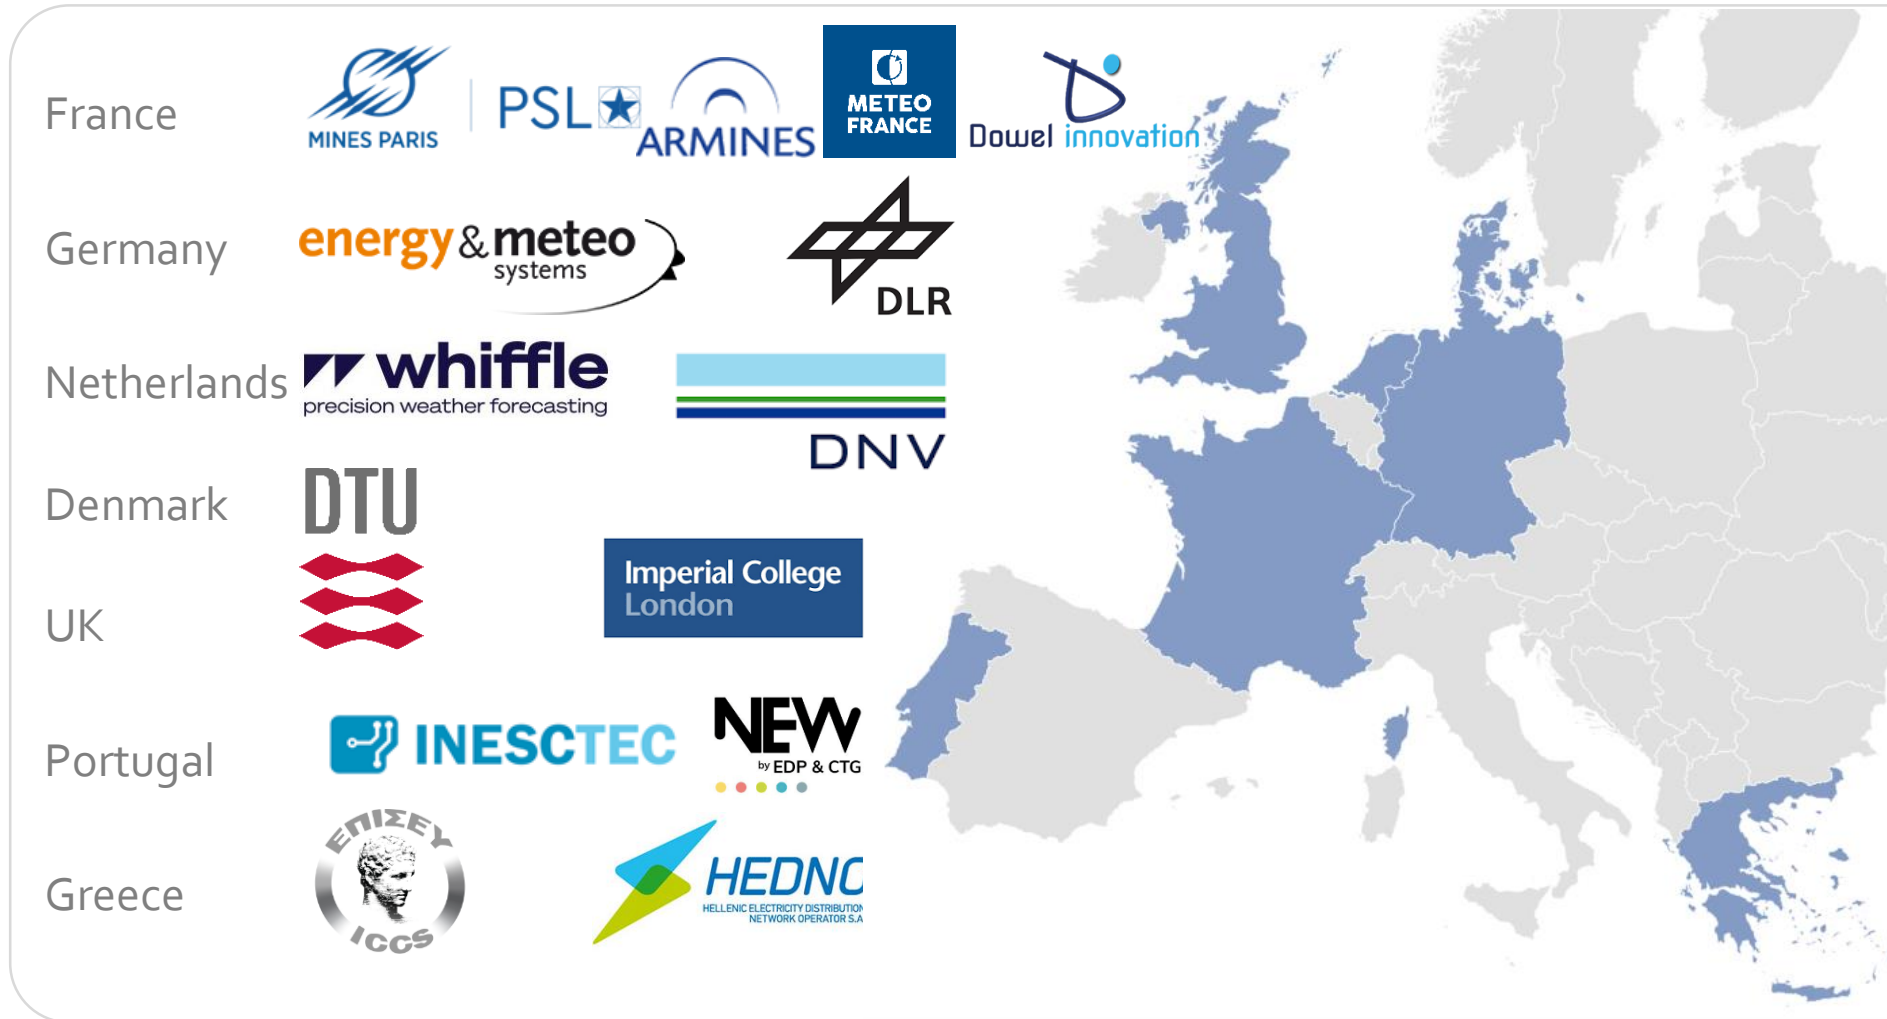 France
MINES PARIS
PSL
ARMINES
METEO
FRANCE
Dowel innovation
Germany
energy & meteo
systems
DLR
Netherlands
whiffle
precision weather forecasting
DNV
Denmark
DTU
UK
Imperial College
London
Portugal
INESCTEC
NEW
by EDP & CTG
Greece
ΕΠΙΣΕΥ
ICCS
HEDNO
HELLENIC ELECTRICITY DISTRIBUTION
NETWORK OPERATOR S.A